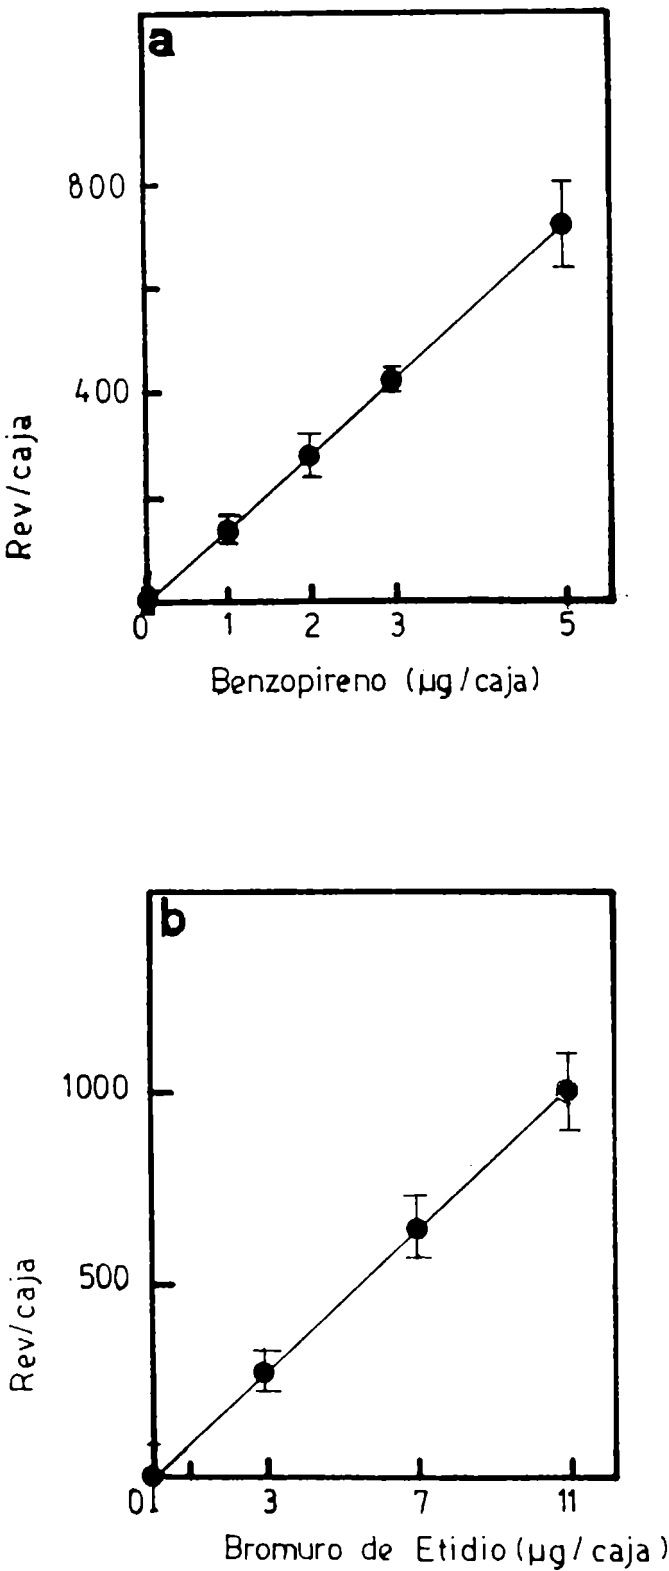 a
800
400
Rev/caja
0 1 2 3 5
Benzopireno (µg/caja)
b
1000
500
Rev/caja
0 3 7 11
Bromuro de Etidio (µg/caja)